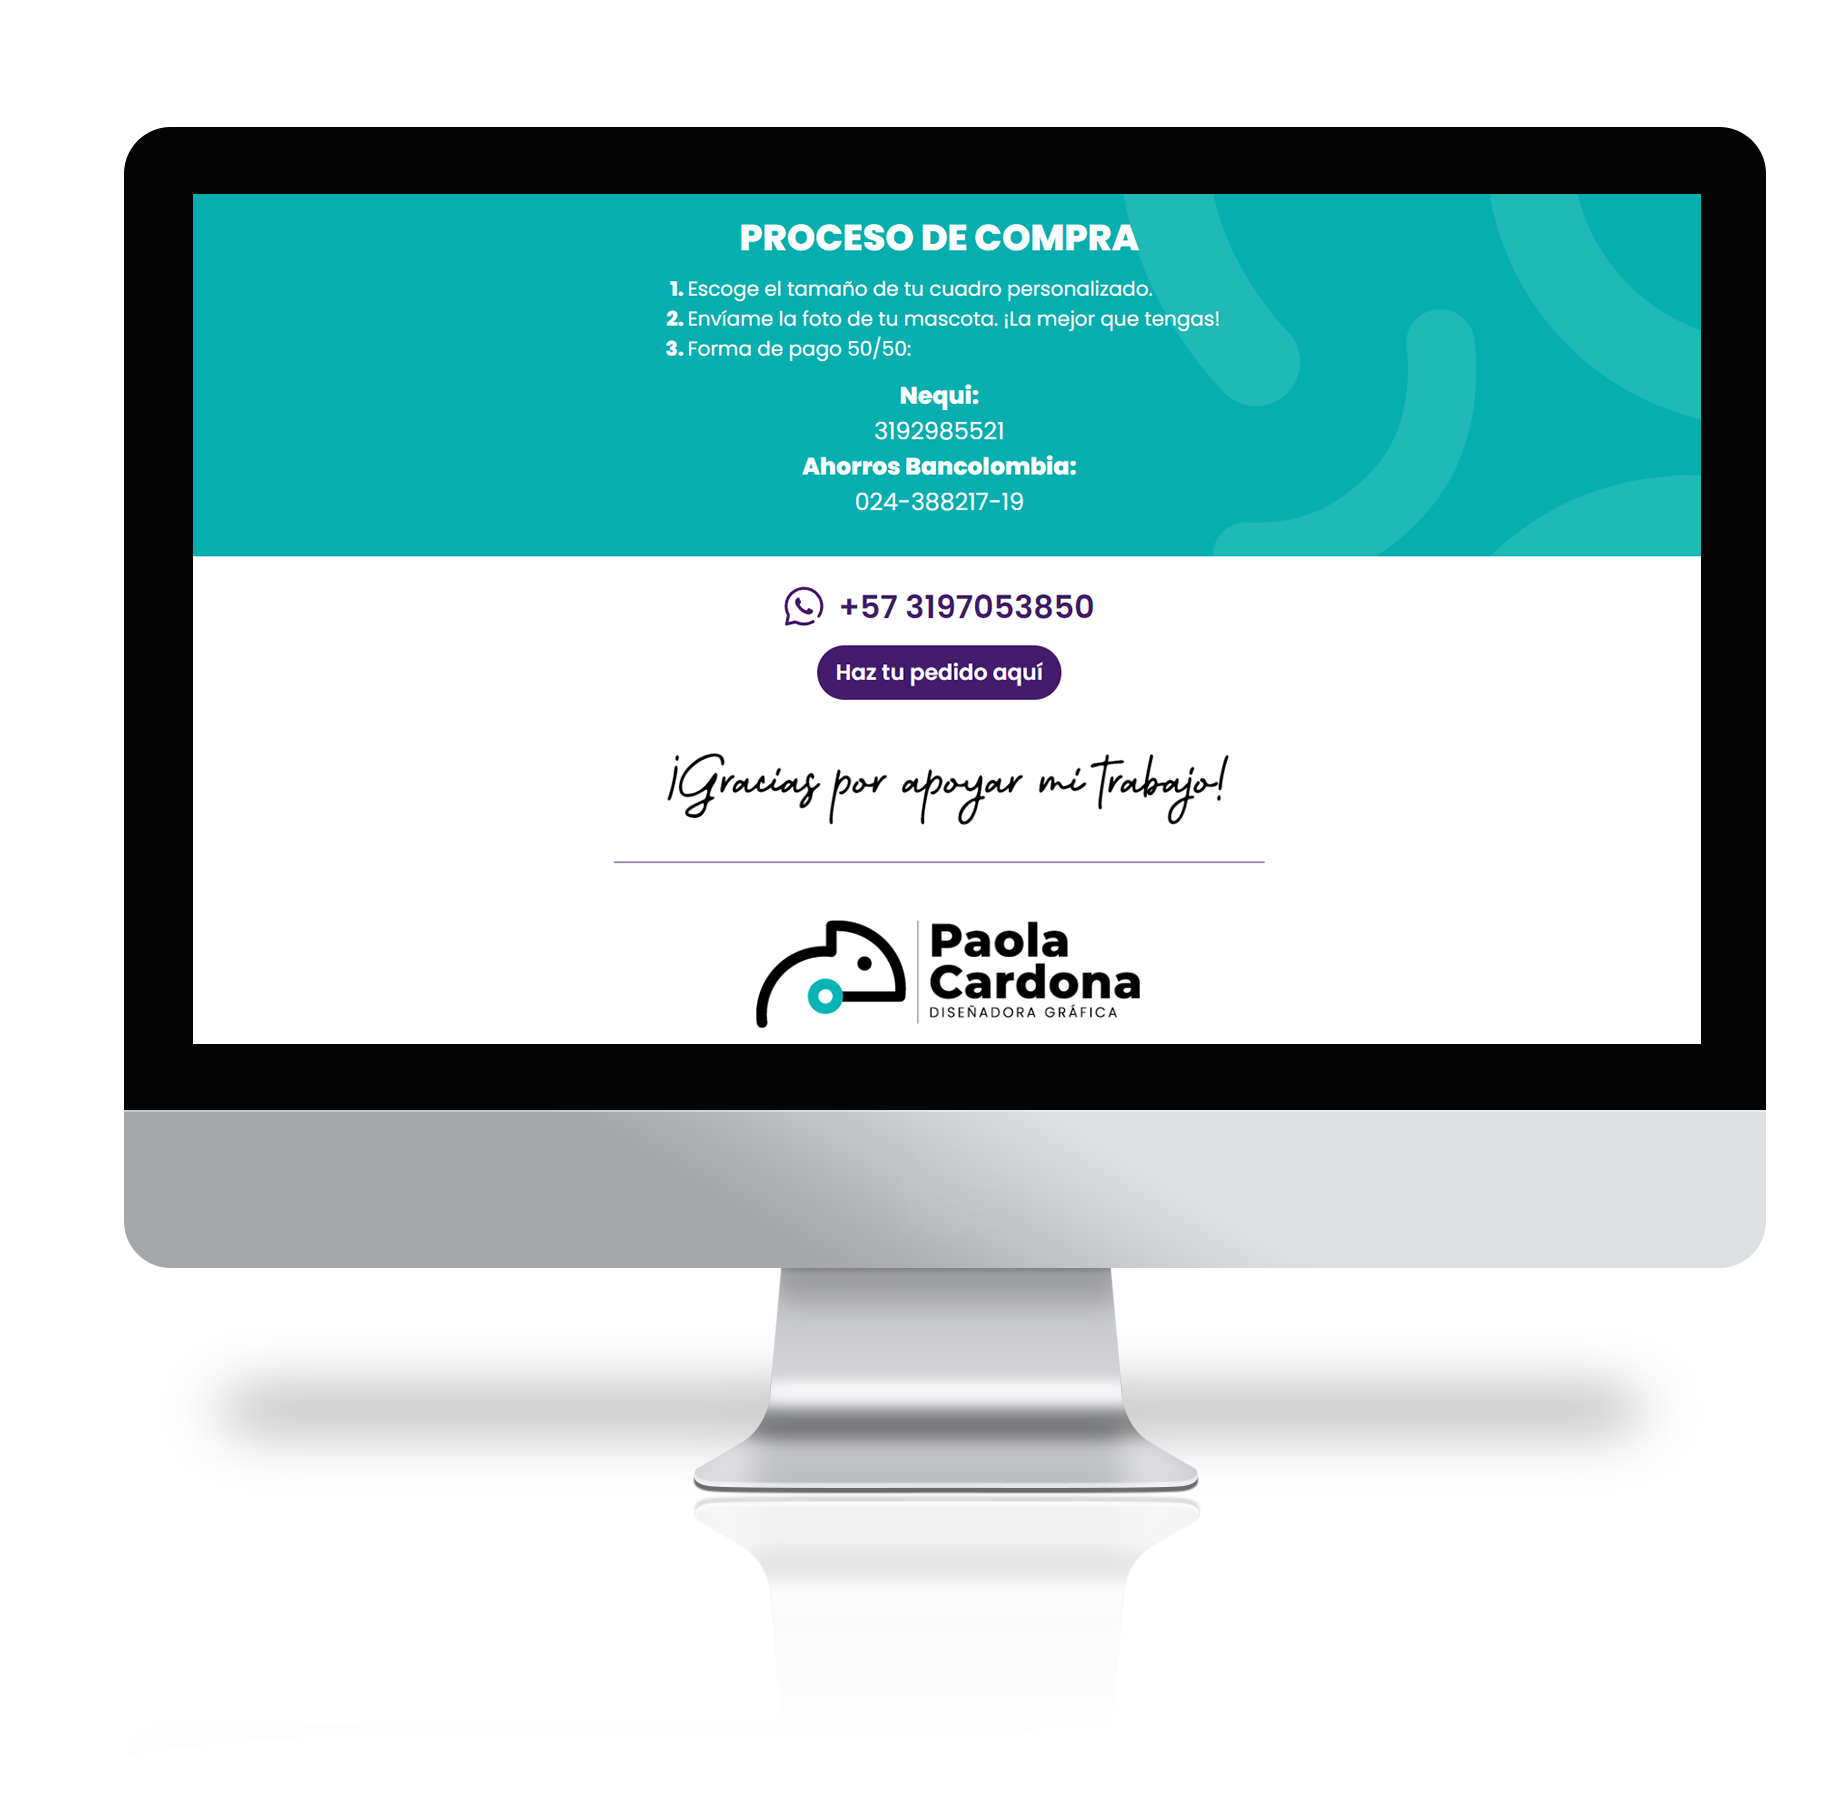 PROCESO DE COMPRA
1. Escoge el tamaño de tu cuadro personalizado.
2. Envíame la foto de tu mascota. ¡La mejor que tengas!
3. Forma de pago 50/50:
Nequi:
3192985521
Ahorros Bancolombia:
024-388217-19
+57 3197053850
Haz tu pedido aquí
¡Gracias por apoyar mi trabajo!
Paola
Cardona
DISEÑADORA GRÁFICA